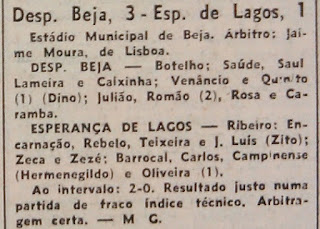 Desp. Beja, 3 - Esp. de Lagos, 1
Estádio Municipal de Beja. Árbitro: Jai-
me Moura, de Lisboa.
DESP. BEJA — Botelho; Saúde, Saul
Lameira e Caixinha; Venâncio e Quinito
(1) (Dino); Julião, Romão (2), Rosa e Ca-
ramba.
ESPERANÇA DE LAGOS — Ribeiro: En-
carnação, Rebelo, Teixeira e J. Luís (Zito);
Zeca e Zezé; Barrocal, Carlos, Campinense
(Hermenegildo) e Oliveira (1).
Ao intervalo: 2-0. Resultado justo numa
partida de fraco índice técnico. Arbitra-
gem certa. — M G.